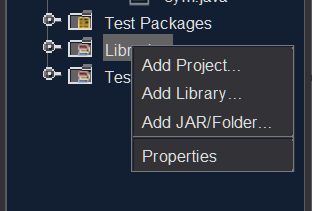 Test Packages
Add Project...
Add Library...
Add JAR/Folder...
Properties